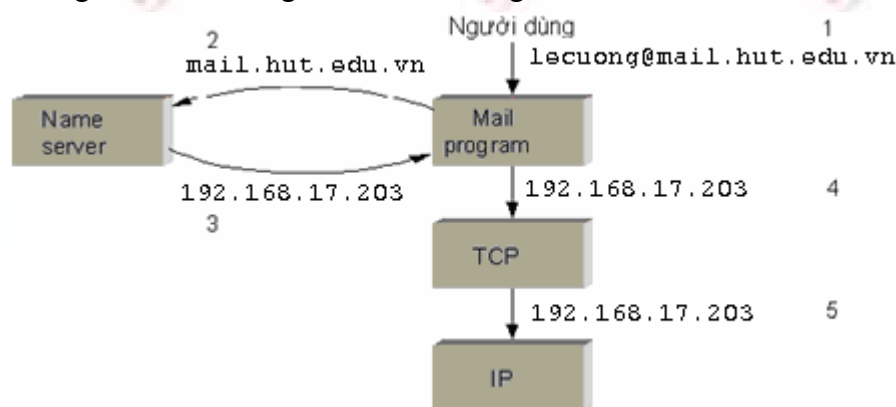 Người dùng
1
lecuong@mail.hut.edu.vn
2
mail.hut.edu.vn
Name
server
Mail
program
192.168.17.203
3
192.168.17.203
4
TCP
192.168.17.203
5
IP